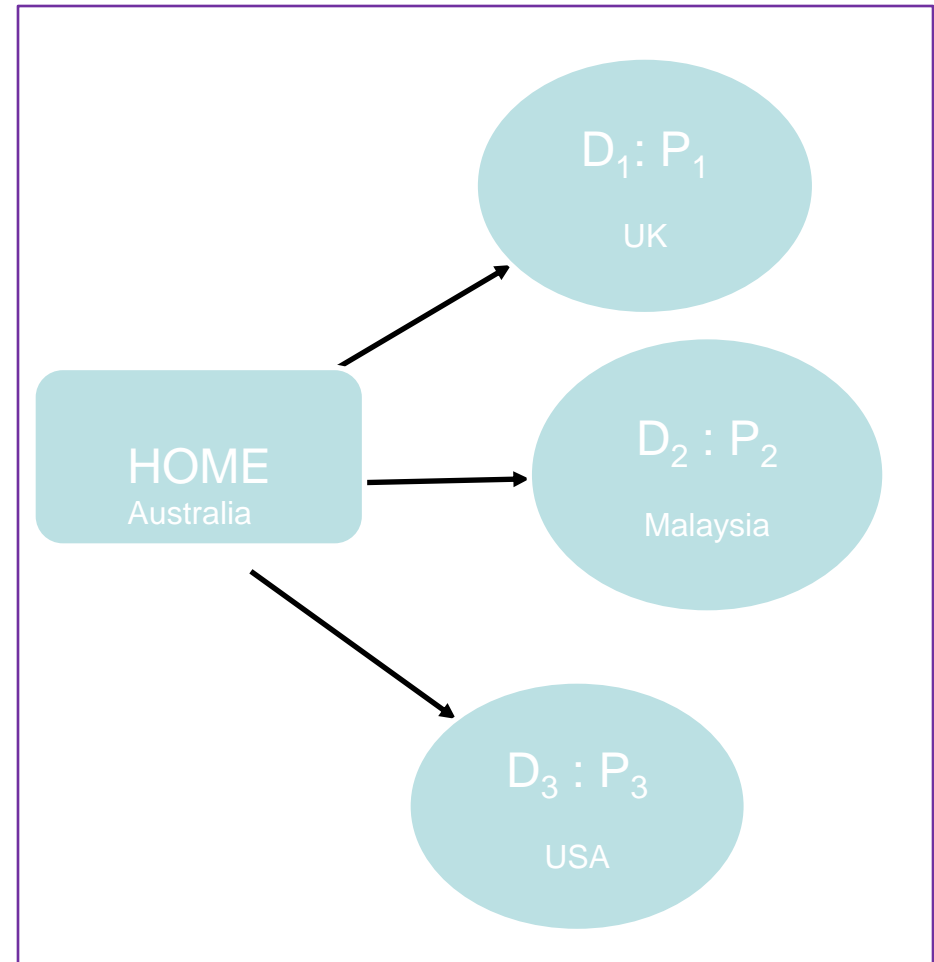 D₁: P₁
UK
HOME
Australia
D₂ : P₂
Malaysia
D₃ : P₃
USA